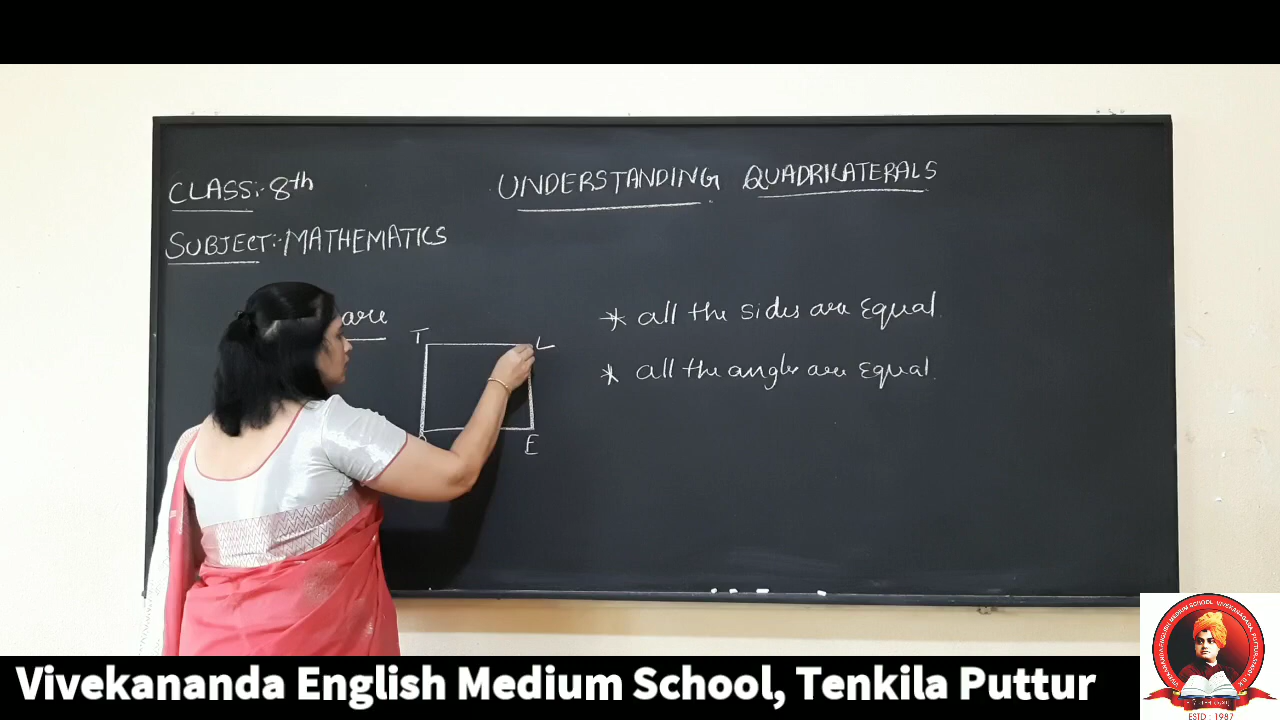 CLASS:- 8th
UNDERSTANDING QUADRILATERALS
SUBJECT:- MATHEMATICS
are
T
L
E
* all the sides are Equal.
* all the angles are Equal.
Vivekananda English Medium School, Tenkila Puttur
ESTD : 1987